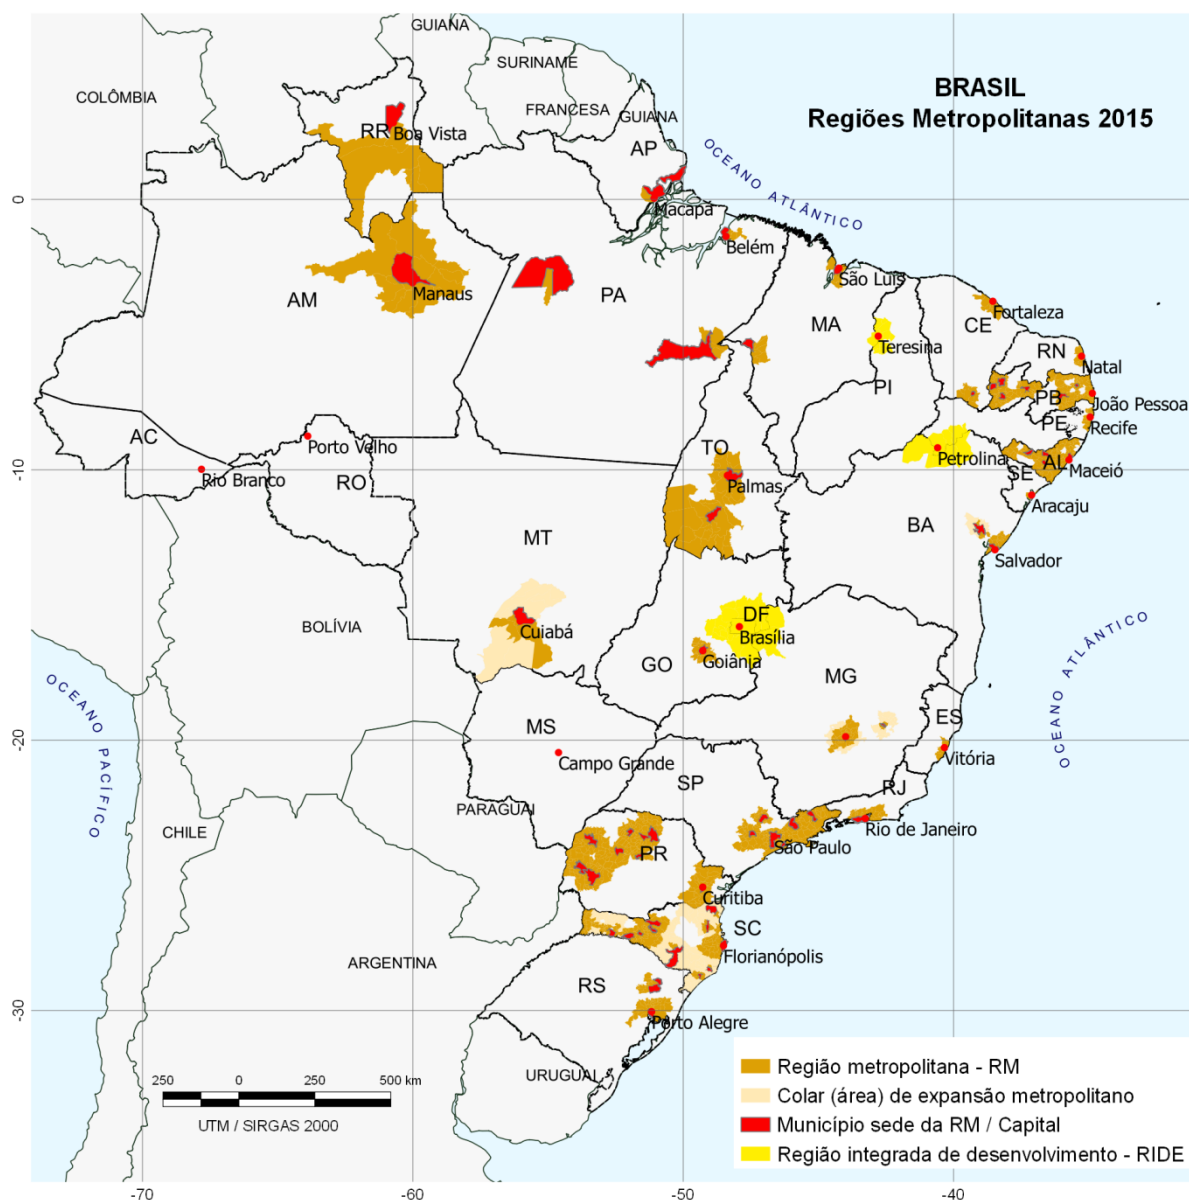 BRASIL
Regiões Metropolitanas 2015
GUIANA
SURINAME
COLÔMBIA
FRANCESA
GUIANA
RR
Boa Vista
AP
OCEANO ATLÂNTICO
0
Macapá
Belém
São Luis
AM
Manaus
PA
MA
CE
Fortaleza
Teresina
RN
Natal
PI
PB
João Pessoa
PE
Recife
AC
Porto Velho
TO
Petrolina
AL
Maceió
-10
Rio Branco
RO
Palmas
SE
Aracaju
MT
BA
Salvador
BOLÍVIA
Cuiabá
DF
Brasília
GO
Goiânia
OCEANO ATLÂNTICO
MG
OCEANO PACÍFICO
MS
ES
-20
Campo Grande
Vitória
SP
RJ
PARAGUAI
CHILE
Rio de Janeiro
São Paulo
PR
Curitiba
SC
Florianópolis
ARGENTINA
RS
-30
Porto Alegre
URUGUAI
250 0 250 500 km
UTM / SIRGAS 2000
Região metropolitana - RM
Colar (área) de expansão metropolitano
Município sede da RM / Capital
Região integrada de desenvolvimento - RIDE
-70 -60 -50 -40